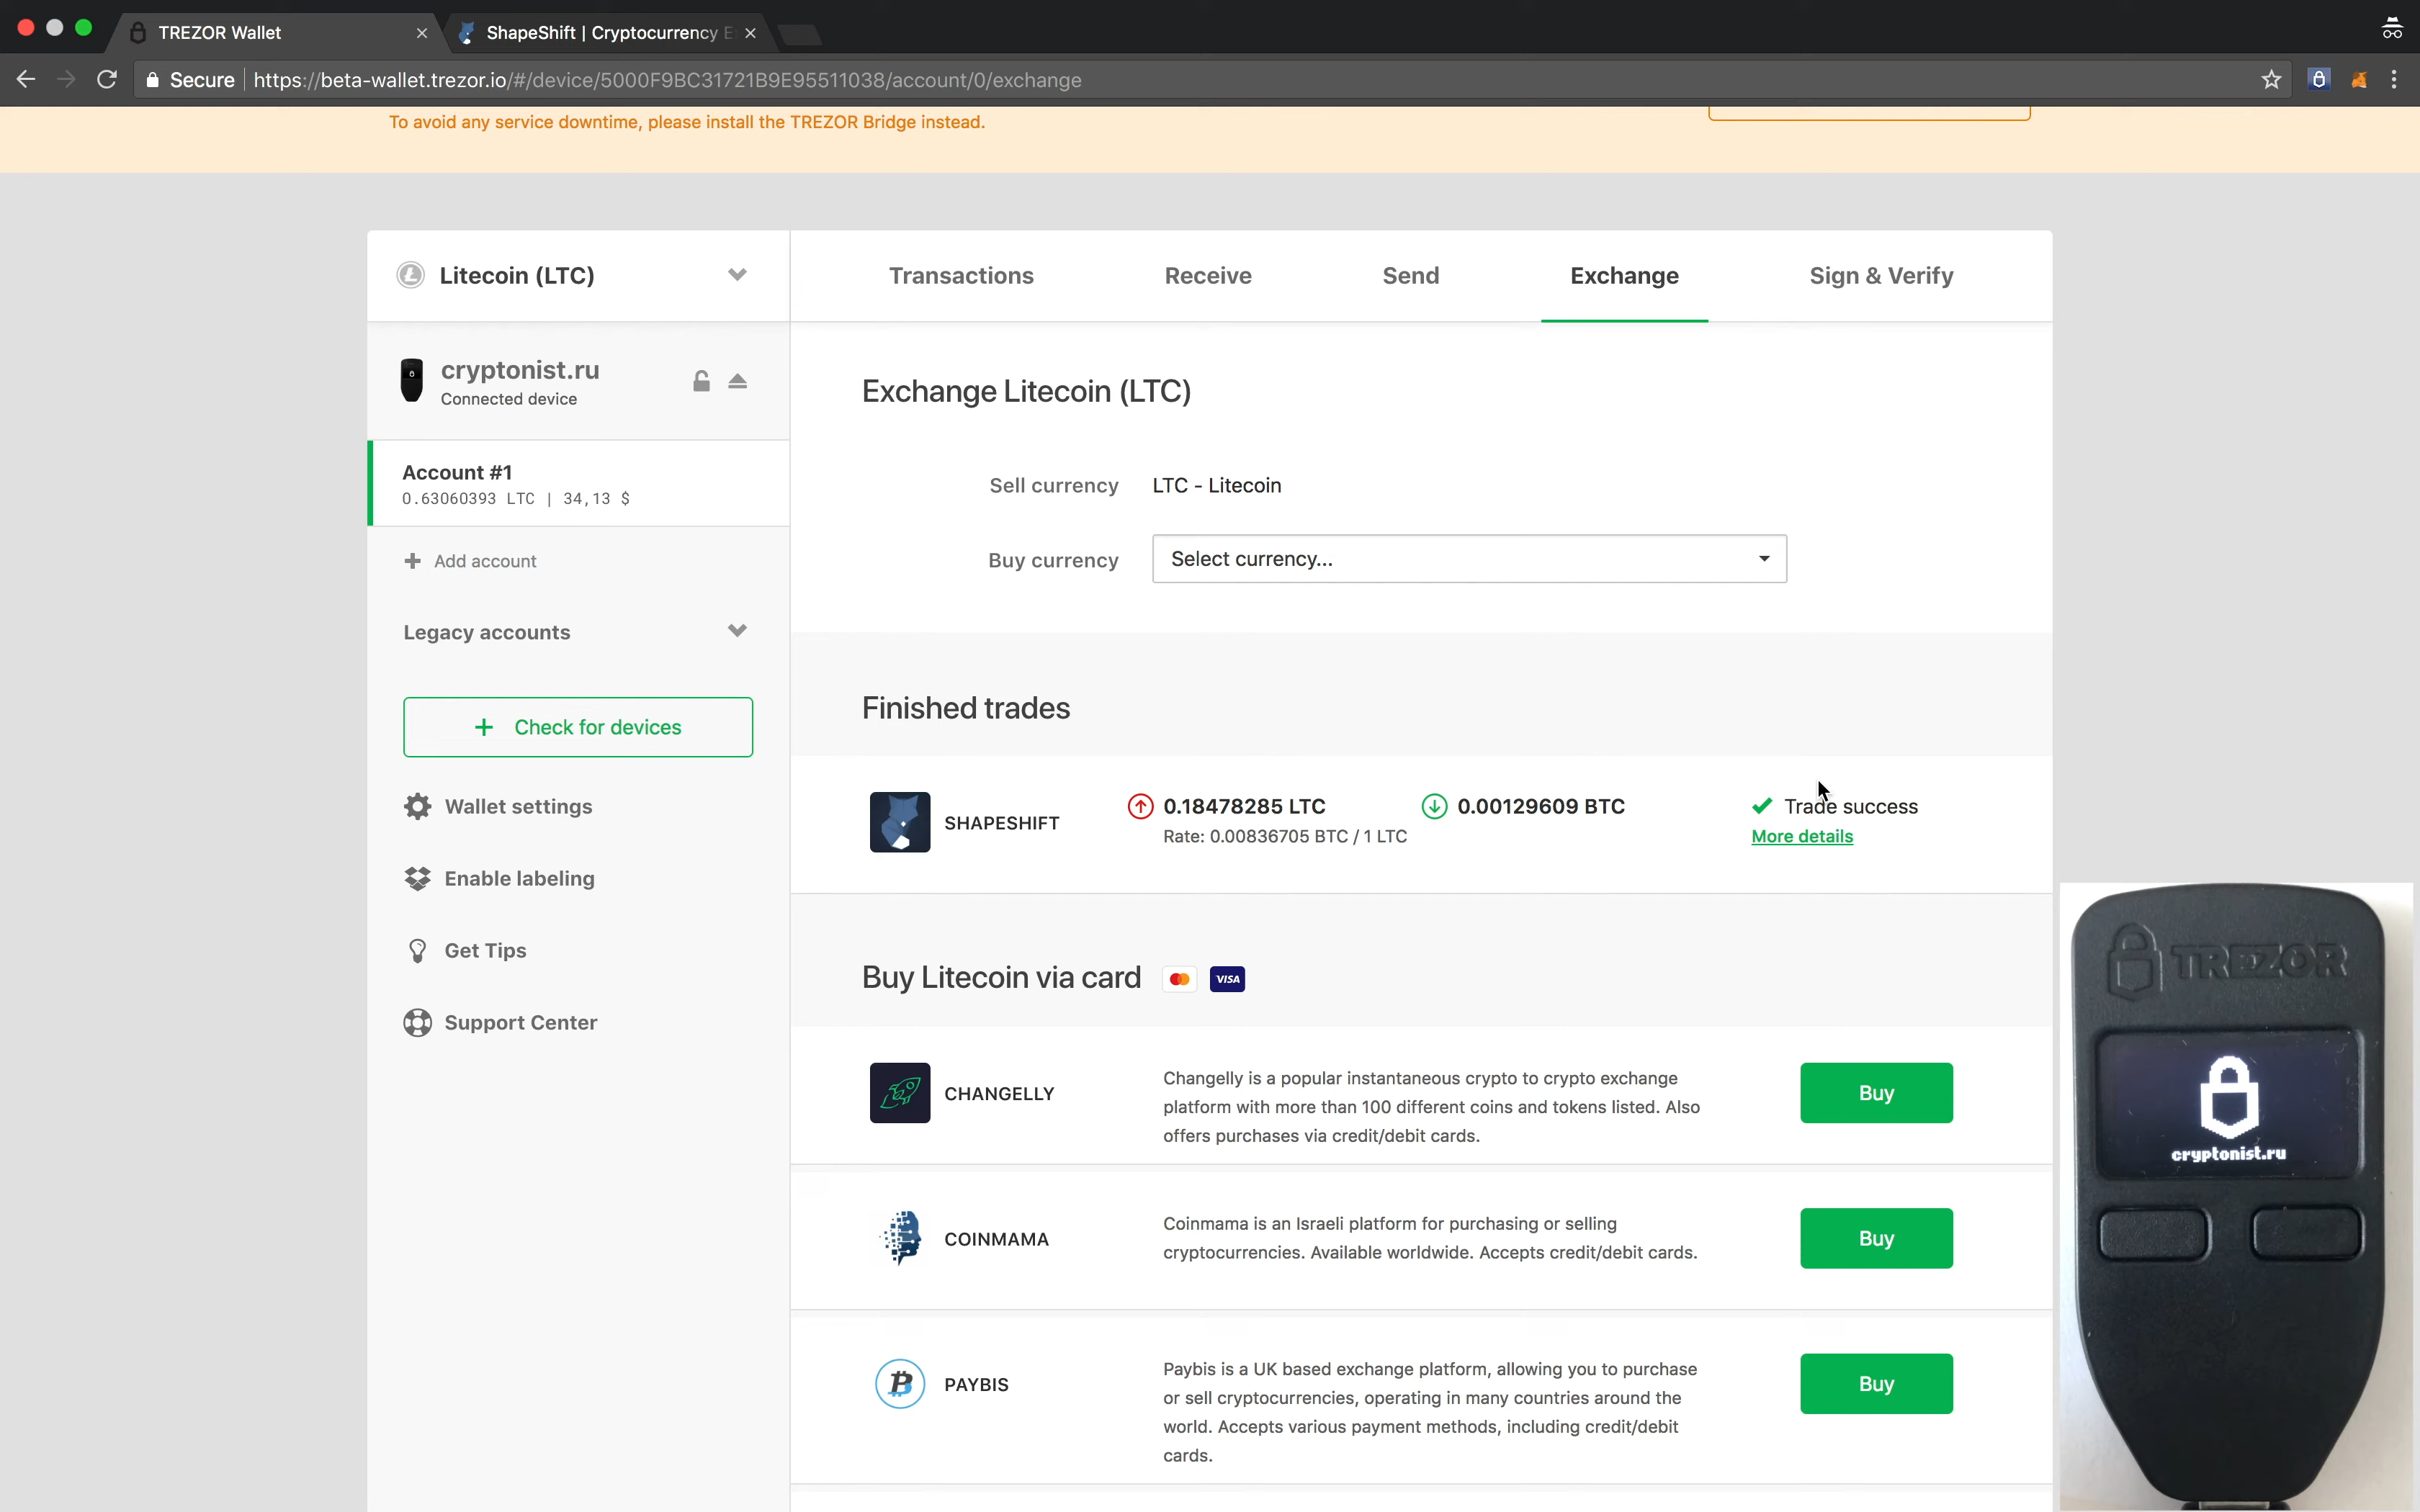 TREZOR Wallet
ShapeShift | Cryptocurrency E
Secure
https://beta-wallet.trezor.io/#/device/5000F9BC31721B9E95511038/account/0/exchange
To avoid any service downtime, please install the TREZOR Bridge instead.
Litecoin (LTC)
Transactions
Receive
Send
Exchange
Sign & Verify
cryptonist.ru
Connected device
Account #1
0.63060393 LTC | 34,13 $
Add account
Legacy accounts
Check for devices
Wallet settings
Enable labeling
Get Tips
Support Center
Exchange Litecoin (LTC)
Sell currency LTC - Litecoin
Buy currency Select currency...
Finished trades
SHAPESHIFT
0.18478285 LTC
Rate: 0.00836705 BTC / 1 LTC
0.00129609 BTC
Trade success
More details
Buy Litecoin via card
VISA
CHANGELLY
Changelly is a popular instantaneous crypto to crypto exchange
platform with more than 100 different coins and tokens listed. Also
offers purchases via credit/debit cards.
Buy
COINMAMA
Coinmama is an Israeli platform for purchasing or selling
cryptocurrencies. Available worldwide. Accepts credit/debit cards.
Buy
PAYBIS
Paybis is a UK based exchange platform, allowing you to purchase
or sell cryptocurrencies, operating in many countries around the
world. Accepts various payment methods, including credit/debit
cards.
Buy
TREZOR
cryptonist.ru